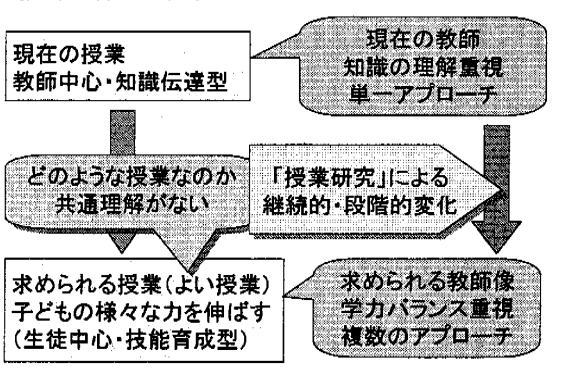 現在の授業
教師中心・知識伝達型
現在の教師
知識の理解重視
単一アプローチ
どのような授業なのか
共通理解がない
「授業研究」による
継続的・段階的変化
求められる授業(よい授業)
子どもの様々な力を伸ばす
(生徒中心・技能育成型)
求められる教師像
学力バランス重視
複数のアプローチ